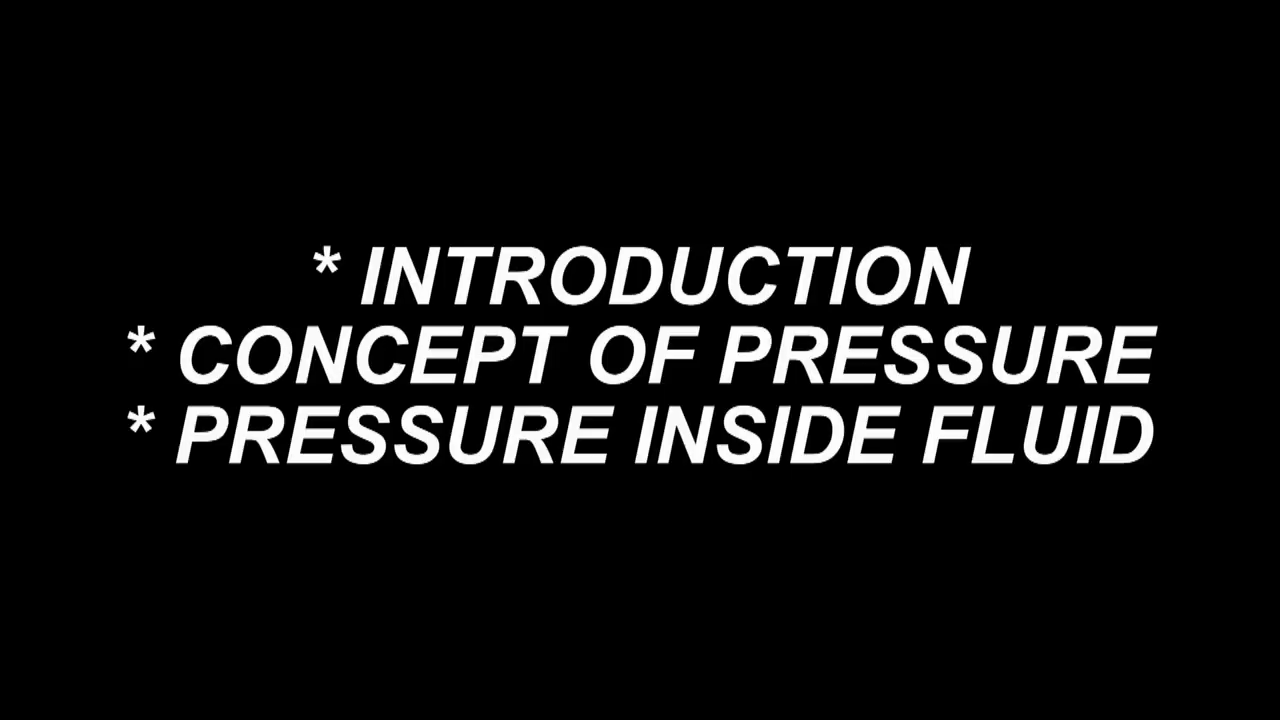 * INTRODUCTION
* CONCEPT OF PRESSURE
* PRESSURE INSIDE FLUID